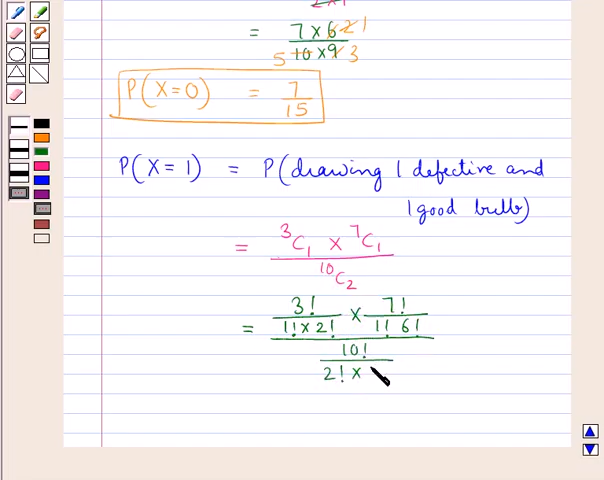 = 7 × 6 2 1
5 10 × 9 3
P(X=0) = 7/15
P(X=1) = P(drawing 1 defective and
1 good bulb)
= ³C₁ × ⁷C₁
¹⁰C₂
= 3!/1!×2! × 7!/1! 6!
10!
2! ×